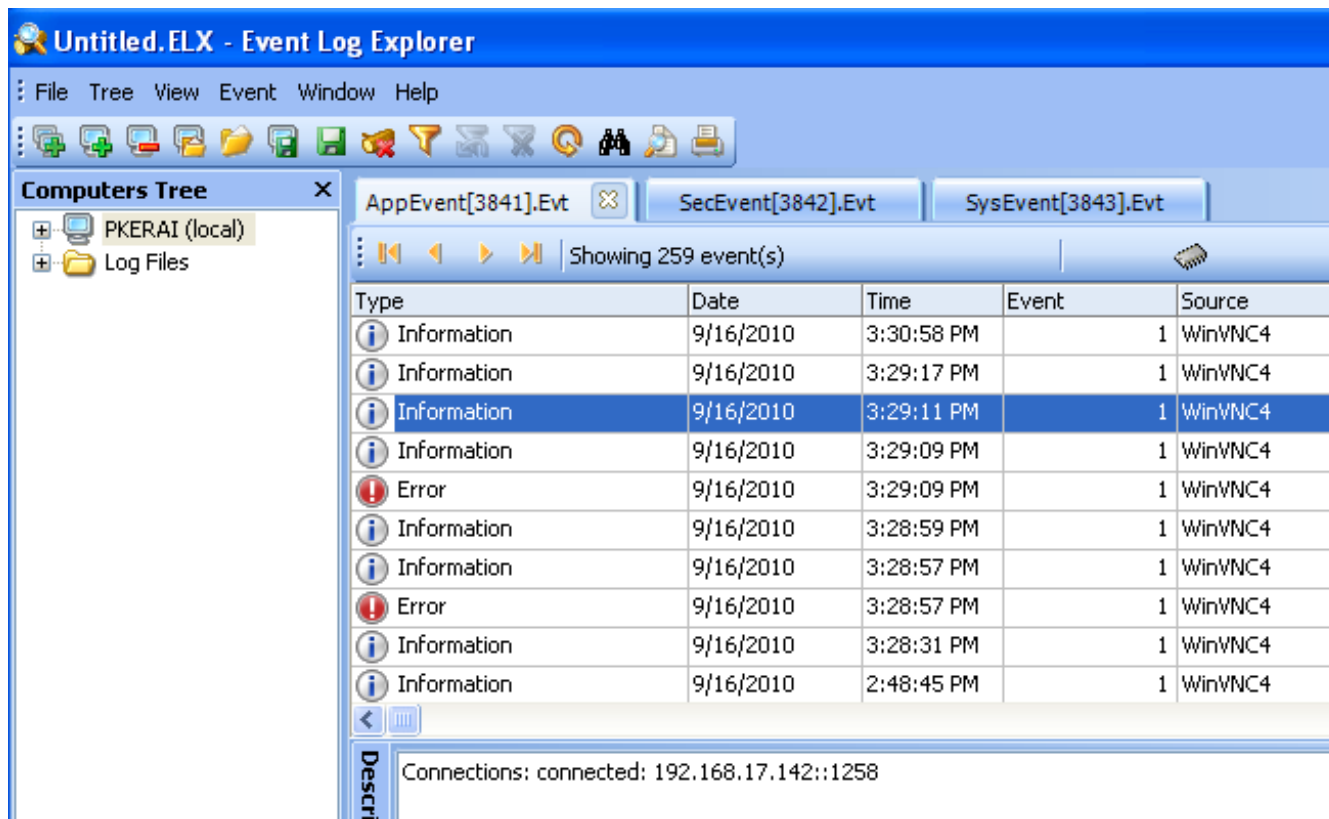 Untitled.ELX - Event Log Explorer
File Tree View Event Window Help
Computers Tree
PKERAI (local)
Log Files
AppEvent[3841].Evt SecEvent[3842].Evt SysEvent[3843].Evt
Showing 259 event(s)
Type Date Time Event Source
Information 9/16/2010 3:30:58 PM 1 WinVNC4
Information 9/16/2010 3:29:17 PM 1 WinVNC4
Information 9/16/2010 3:29:11 PM 1 WinVNC4
Information 9/16/2010 3:29:09 PM 1 WinVNC4
Error 9/16/2010 3:29:09 PM 1 WinVNC4
Information 9/16/2010 3:28:59 PM 1 WinVNC4
Information 9/16/2010 3:28:57 PM 1 WinVNC4
Error 9/16/2010 3:28:57 PM 1 WinVNC4
Information 9/16/2010 3:28:31 PM 1 WinVNC4
Information 9/16/2010 2:48:45 PM 1 WinVNC4
Descri
Connections: connected: 192.168.17.142::1258